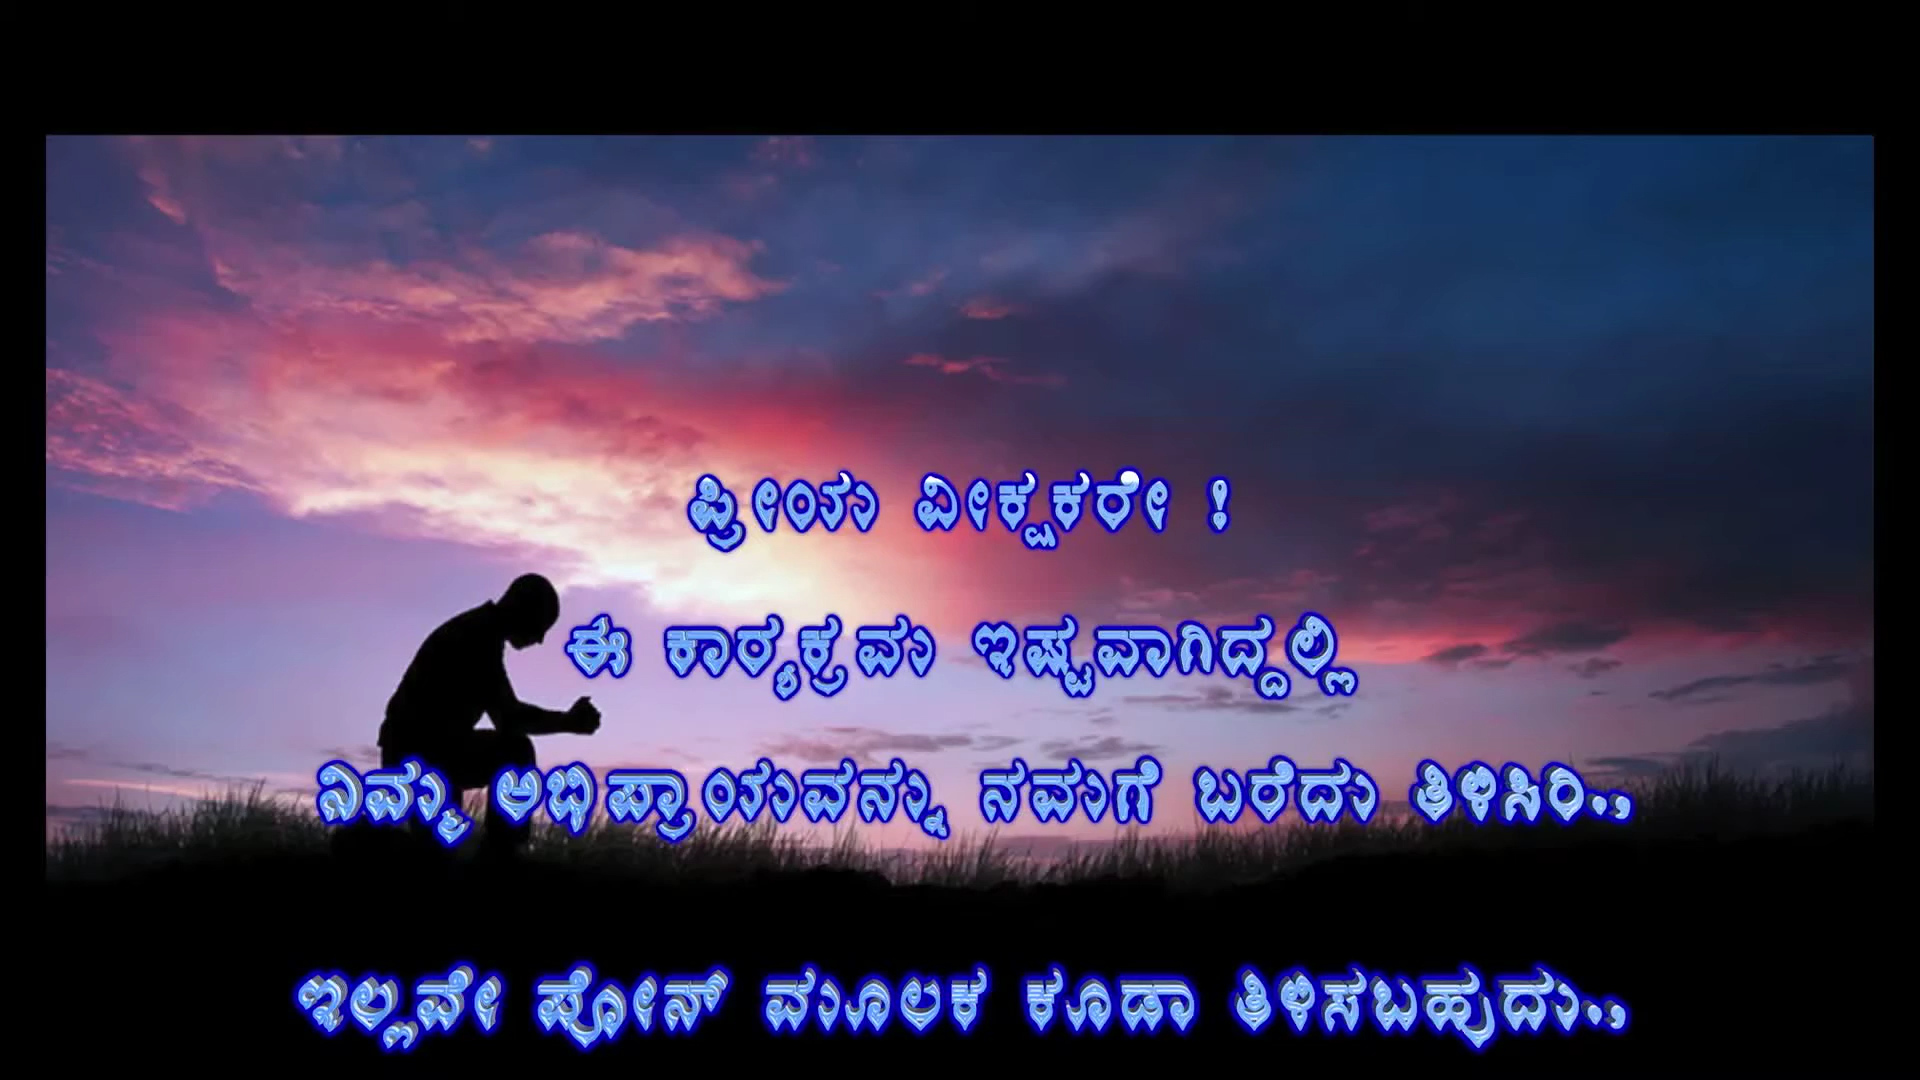 ಪ್ರೀಯ ವೀಕ್ಷಕರೇ !
ಈ ಕಾರ್‍ಯಕ್ರಮ ಇಷ್ಟವಾಗಿದ್ದಲ್ಲಿ
ನಿಮ್ಮ ಅಭಿಪ್ರಾಯವನ್ನು ನಮಗೆ ಬರೆದು ತಿಳಿಸಿರಿ..,
ಇಲ್ಲವೇ ಪೋನ್ ಮೂಲಕ ಕೂಡಾ ತಿಳಿಸಬಹುದು..,